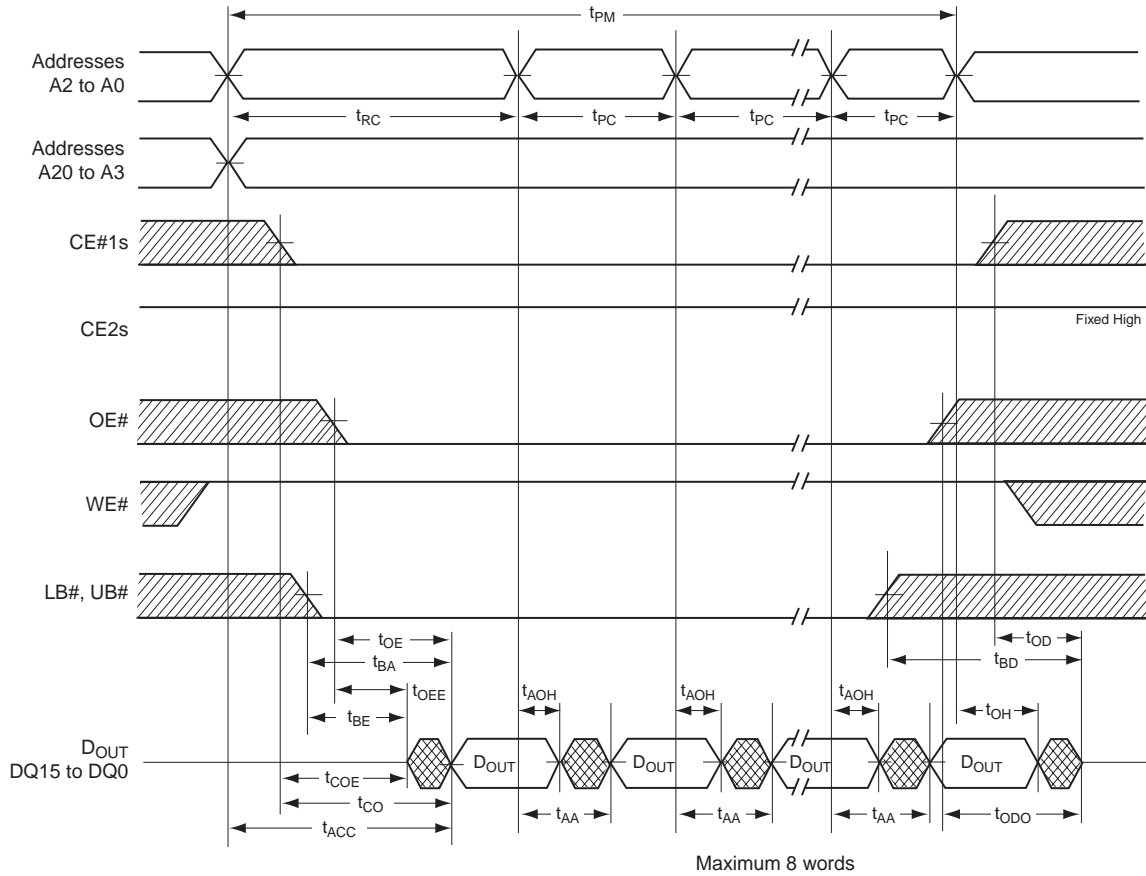 tPM
Addresses
A2 to A0
tRC
tPC
tPC
tPC
Addresses
A20 to A3
CE#1s
CE2s
Fixed High
OE#
WE#
LB#, UB#
tOE
tOD
tBA
tBD
tOEE
tAOH
tAOH
tAOH
tBE
tOH
DOUT
DQ15 to DQ0
DOUT
DOUT
DOUT
DOUT
tCOE
tCO
tAA
tAA
tAA
tODO
tACC
Maximum 8 words